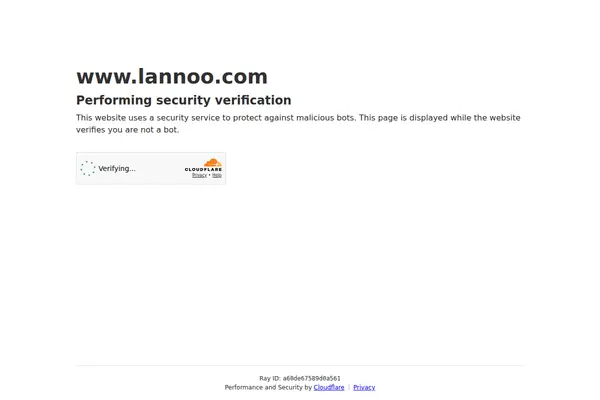 www.lannoo.com
Performing security verification
This website uses a security service to protect against malicious bots. This page is displayed while the website
verifies you are not a bot.
Verifying...
CLOUDFLARE
Privacy • Help
Ray ID: a68de67589d0a561
Performance and Security by Cloudflare | Privacy